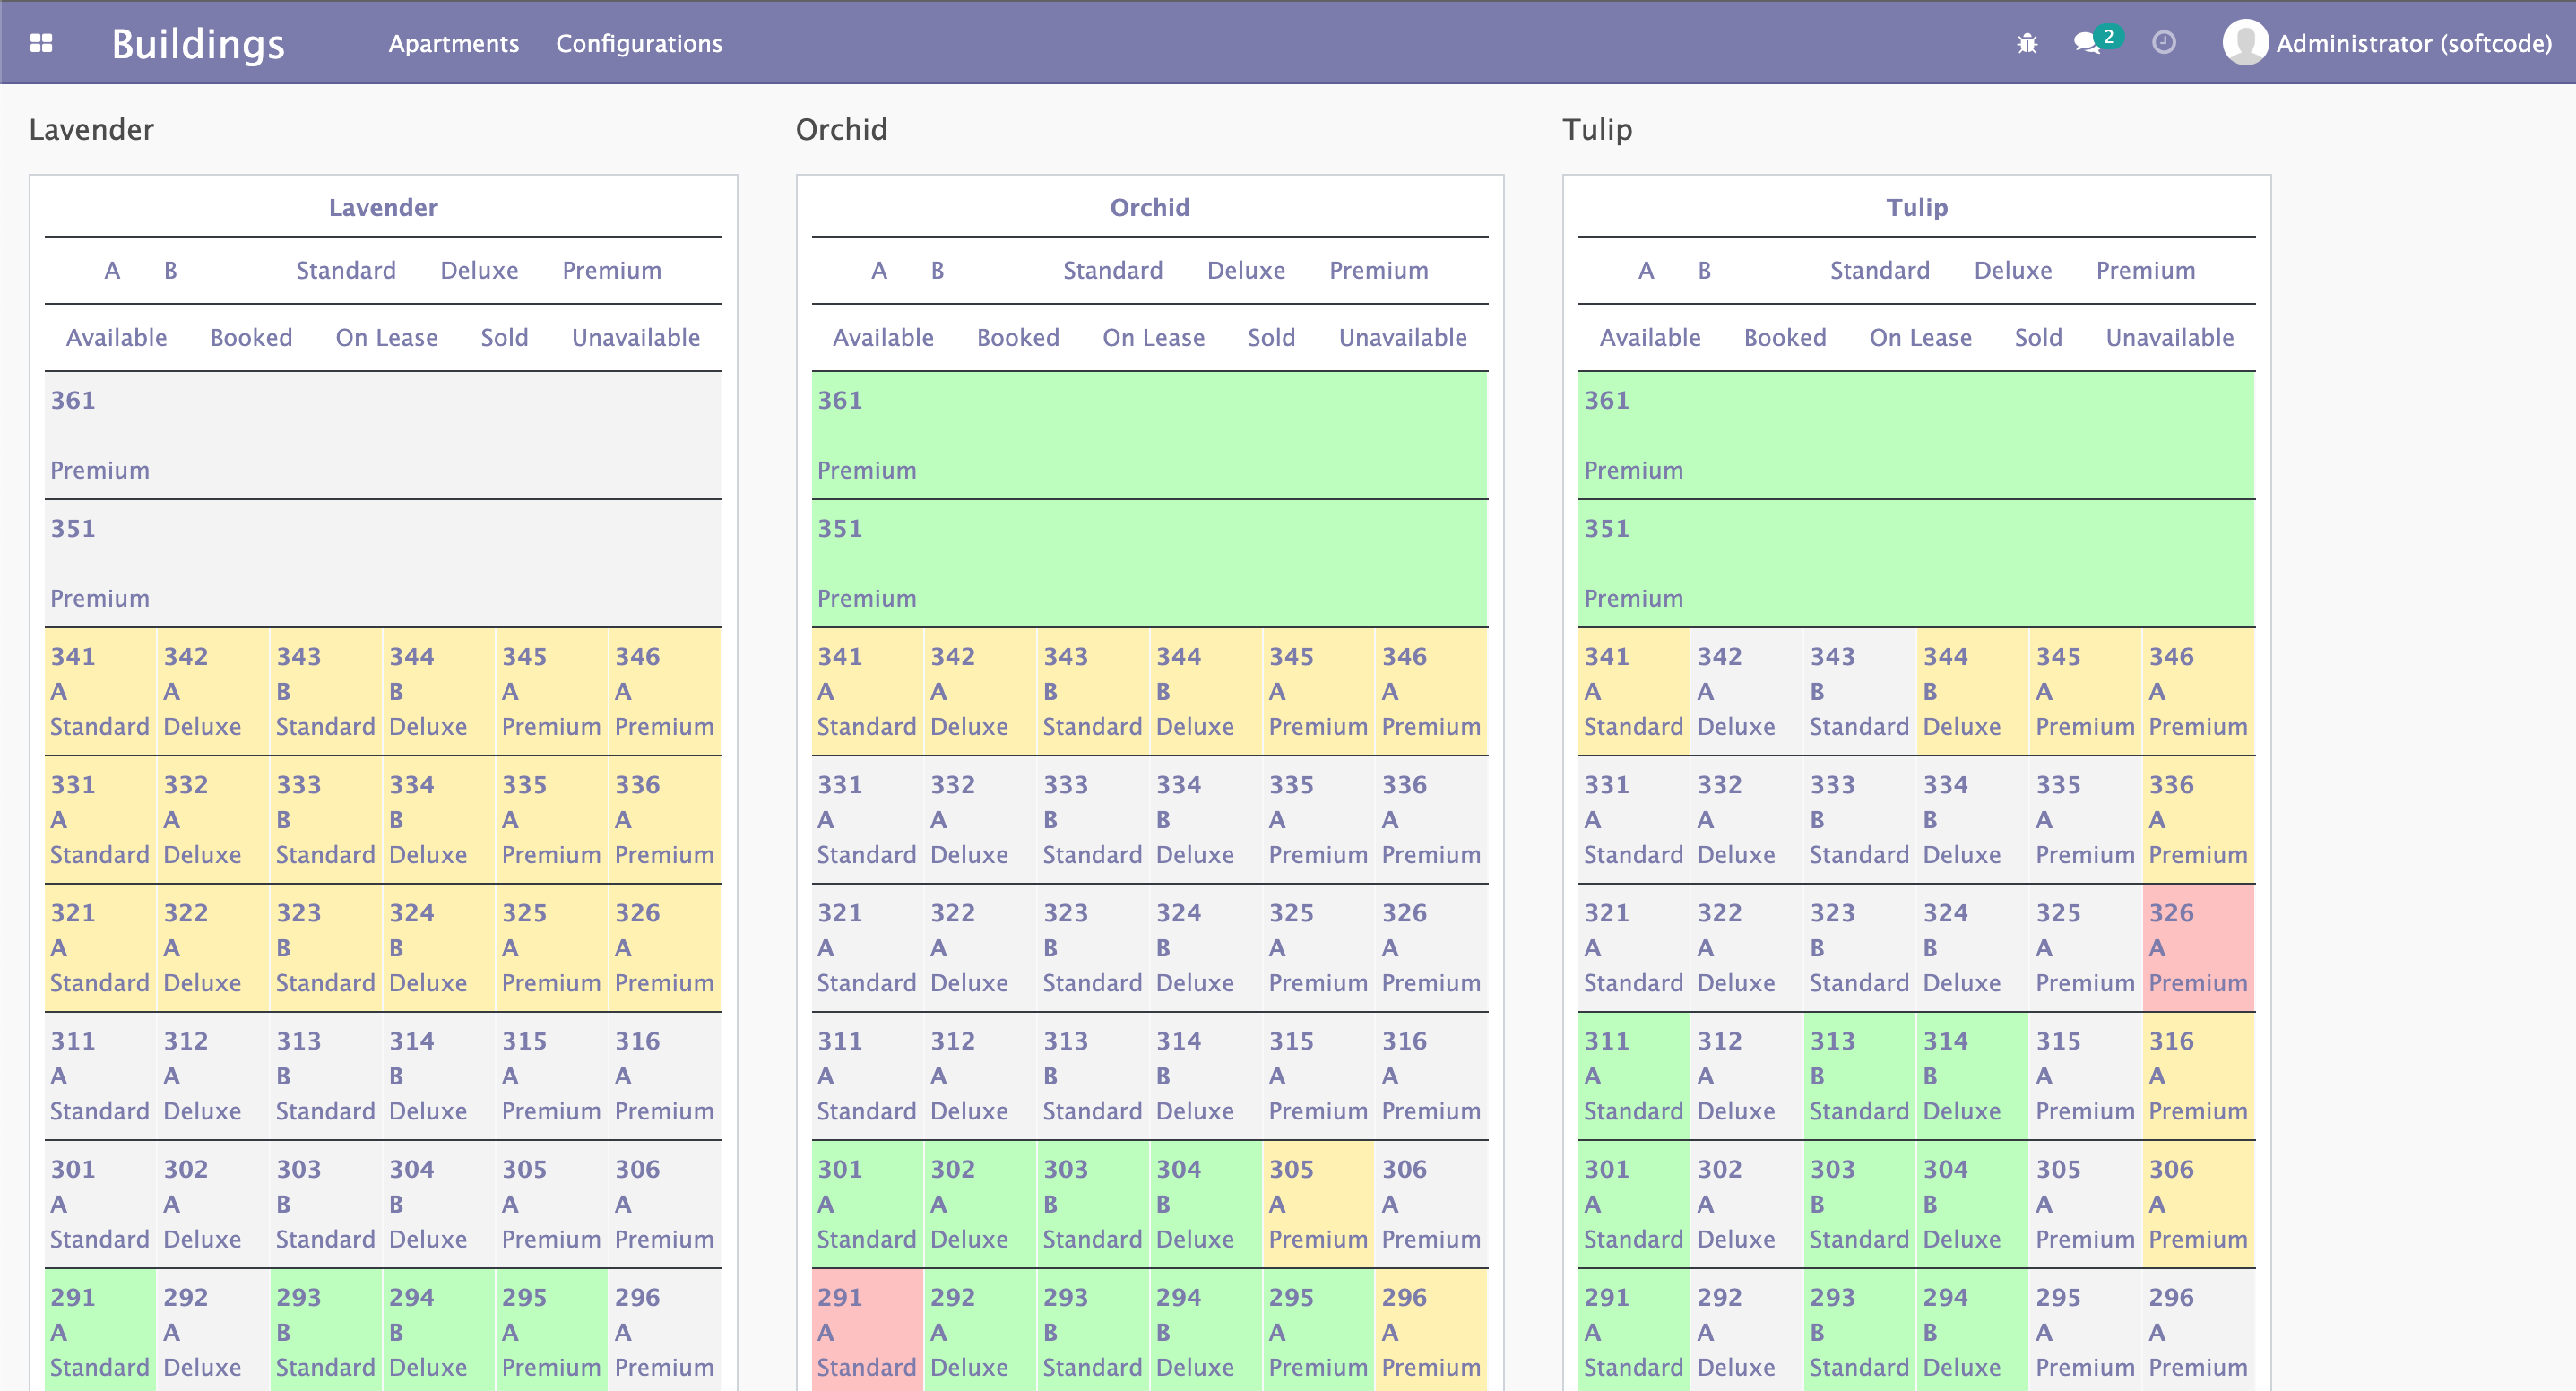 Buildings Apartments Configurations 2 Administrator (softcode)
Lavender
Lavender
A B Standard Deluxe Premium
Available Booked On Lease Sold Unavailable
361
Premium
351
Premium
341 342 343 344 345 346
A A B B A A
Standard Deluxe Standard Deluxe Premium Premium
331 332 333 334 335 336
A A B B A A
Standard Deluxe Standard Deluxe Premium Premium
321 322 323 324 325 326
A A B B A A
Standard Deluxe Standard Deluxe Premium Premium
311 312 313 314 315 316
A A B B A A
Standard Deluxe Standard Deluxe Premium Premium
301 302 303 304 305 306
A A B B A A
Standard Deluxe Standard Deluxe Premium Premium
291 292 293 294 295 296
A A B B A A
Standard Deluxe Standard Deluxe Premium Premium
Orchid
Orchid
A B Standard Deluxe Premium
Available Booked On Lease Sold Unavailable
361
Premium
351
Premium
341 342 343 344 345 346
A A B B A A
Standard Deluxe Standard Deluxe Premium Premium
331 332 333 334 335 336
A A B B A A
Standard Deluxe Standard Deluxe Premium Premium
321 322 323 324 325 326
A A B B A A
Standard Deluxe Standard Deluxe Premium Premium
311 312 313 314 315 316
A A B B A A
Standard Deluxe Standard Deluxe Premium Premium
301 302 303 304 305 306
A A B B A A
Standard Deluxe Standard Deluxe Premium Premium
291 292 293 294 295 296
A A B B A A
Standard Deluxe Standard Deluxe Premium Premium
Tulip
Tulip
A B Standard Deluxe Premium
Available Booked On Lease Sold Unavailable
361
Premium
351
Premium
341 342 343 344 345 346
A A B B A A
Standard Deluxe Standard Deluxe Premium Premium
331 332 333 334 335 336
A A B B A A
Standard Deluxe Standard Deluxe Premium Premium
321 322 323 324 325 326
A A B B A A
Standard Deluxe Standard Deluxe Premium Premium
311 312 313 314 315 316
A A B B A A
Standard Deluxe Standard Deluxe Premium Premium
301 302 303 304 305 306
A A B B A A
Standard Deluxe Standard Deluxe Premium Premium
291 292 293 294 295 296
A A B B A A
Standard Deluxe Standard Deluxe Premium Premium